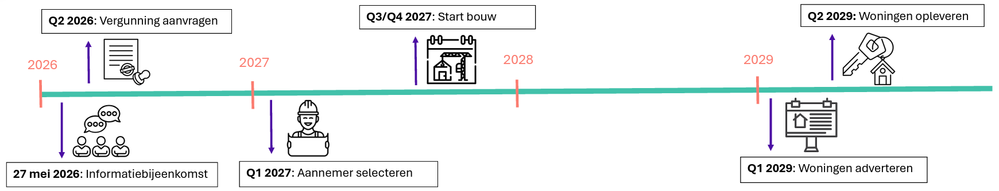 Q2 2026: Vergunning aanvragen
Q3/Q4 2027: Start bouw
Q2 2029: Woningen opleveren
2026
2027
2028
2029
27 mei 2026: Informatiebijeenkomst
Q1 2027: Aannemer selecteren
Q1 2029: Woningen adverteren